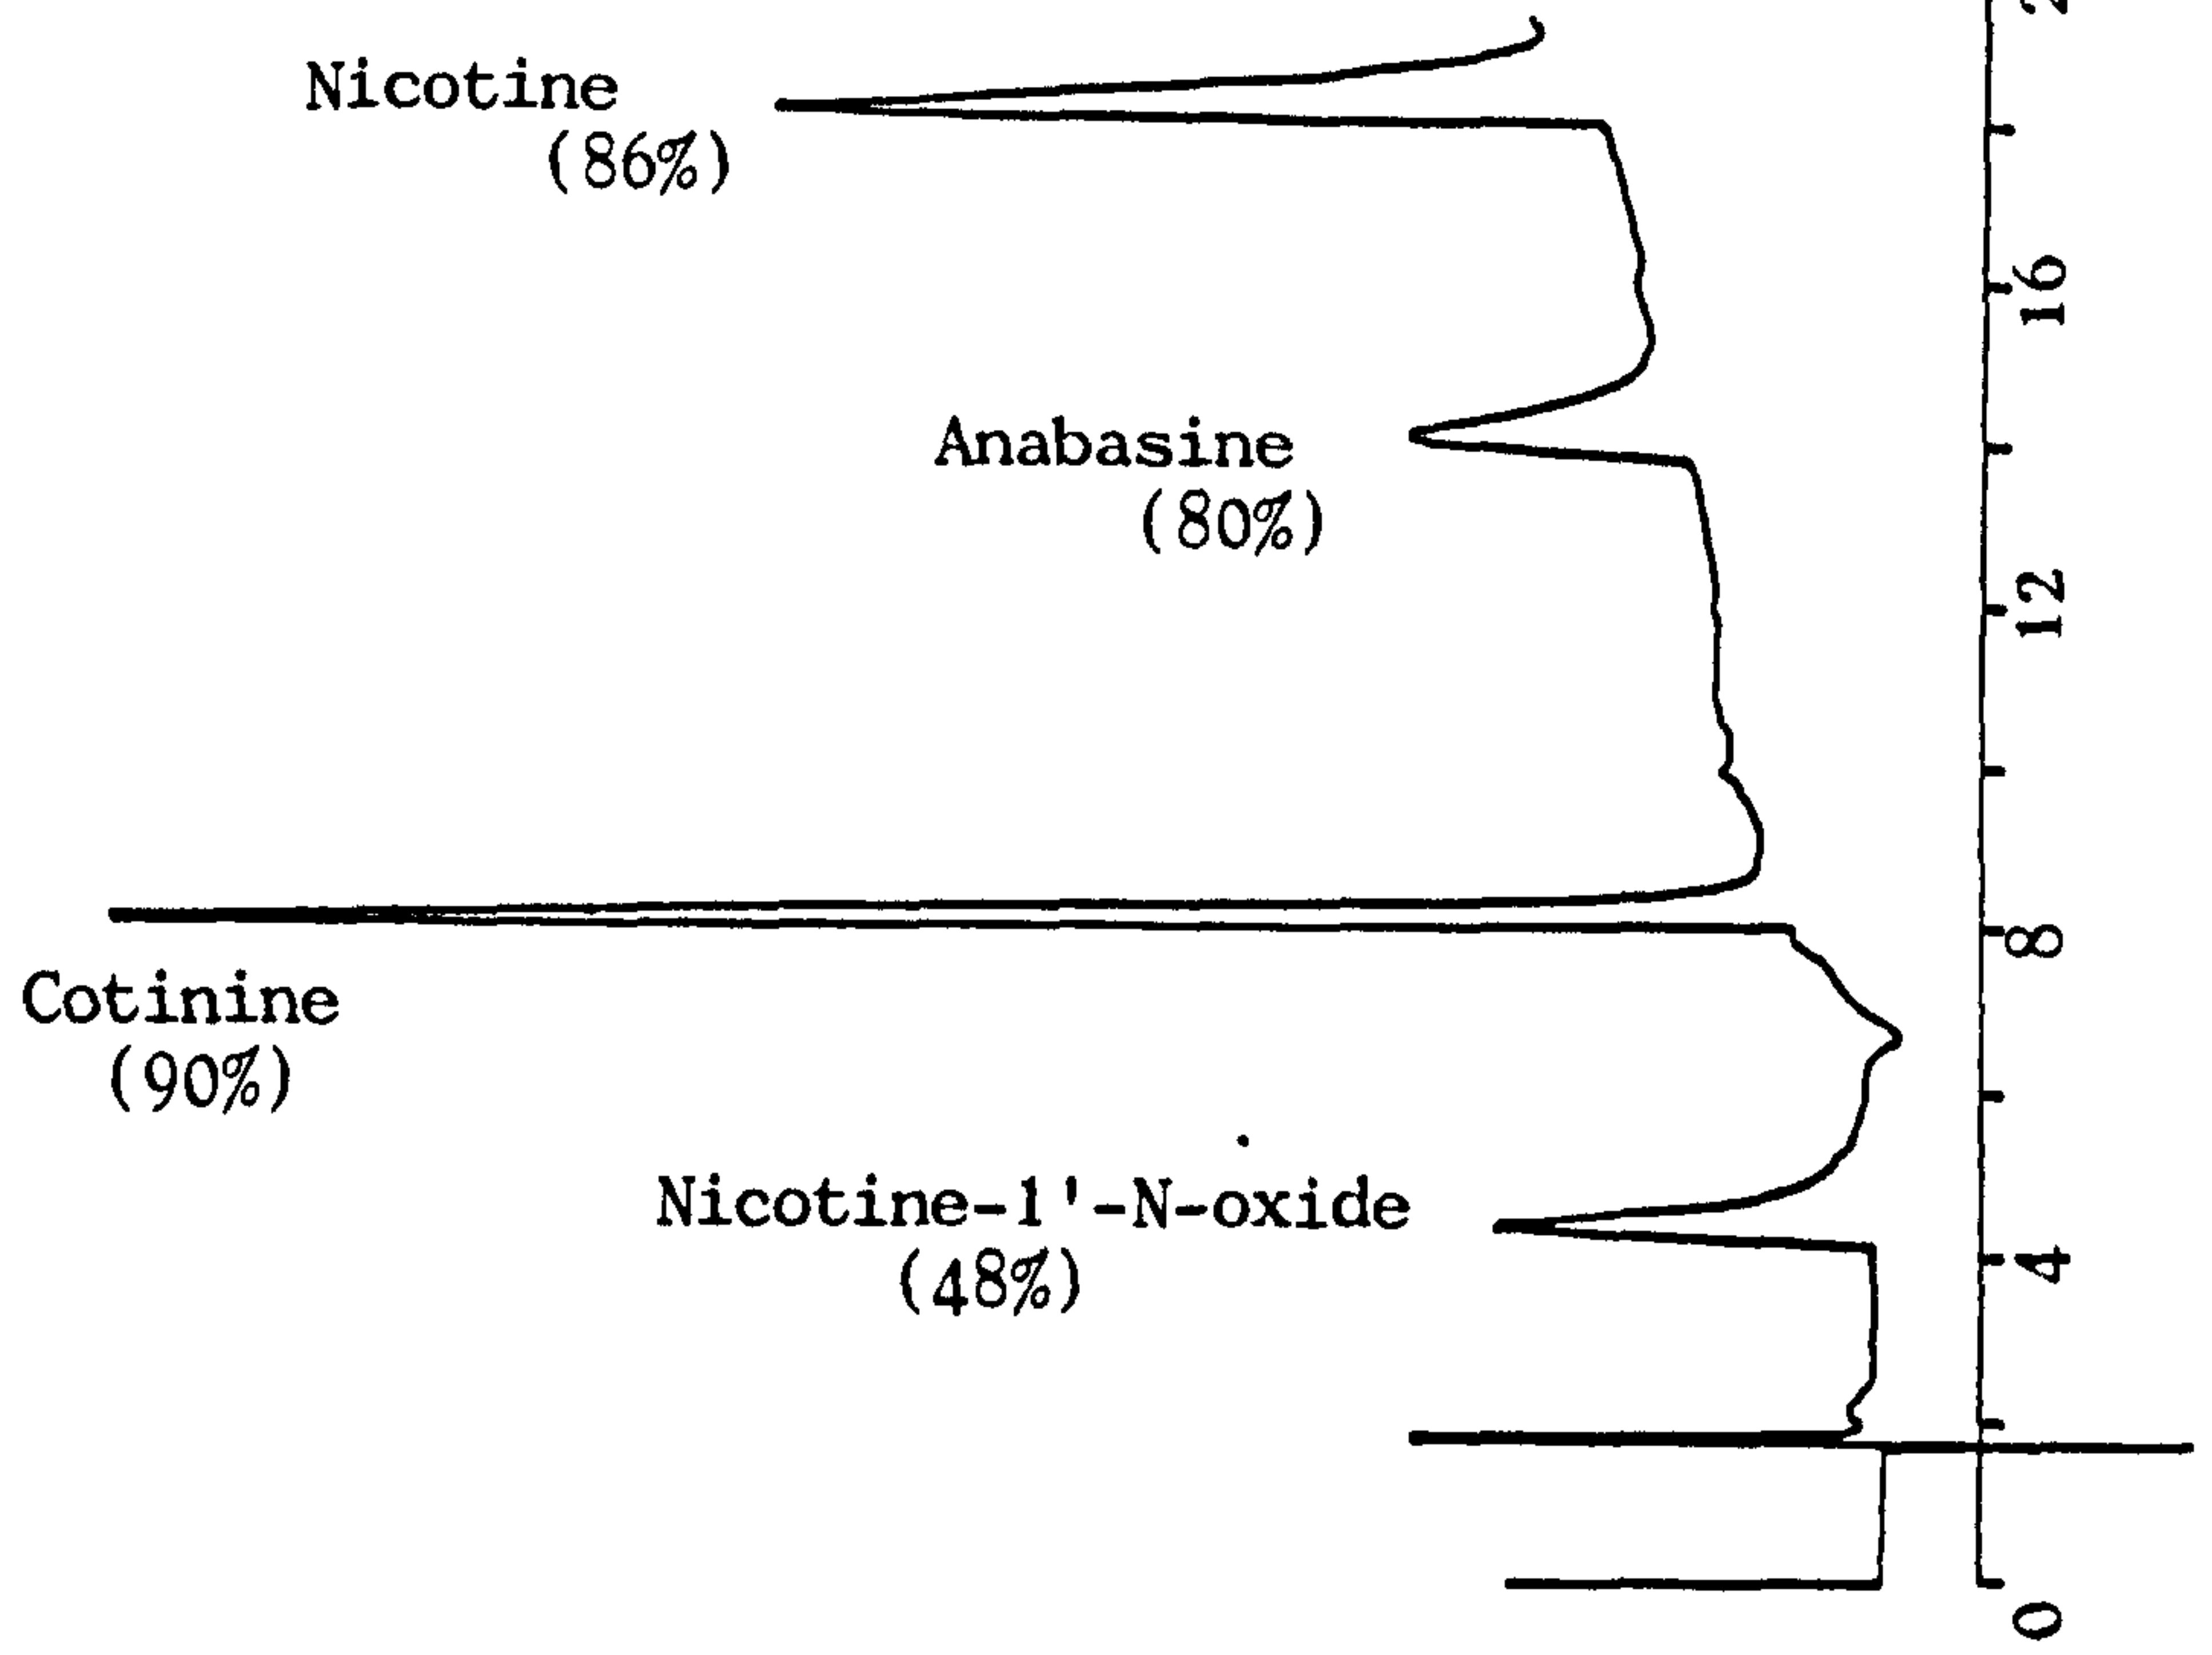 Nicotine
(86%)
16
Anabasine
(80%)
12
8
Cotinine
(90%)
Nicotine-1'-N-oxide
(48%)
4
0